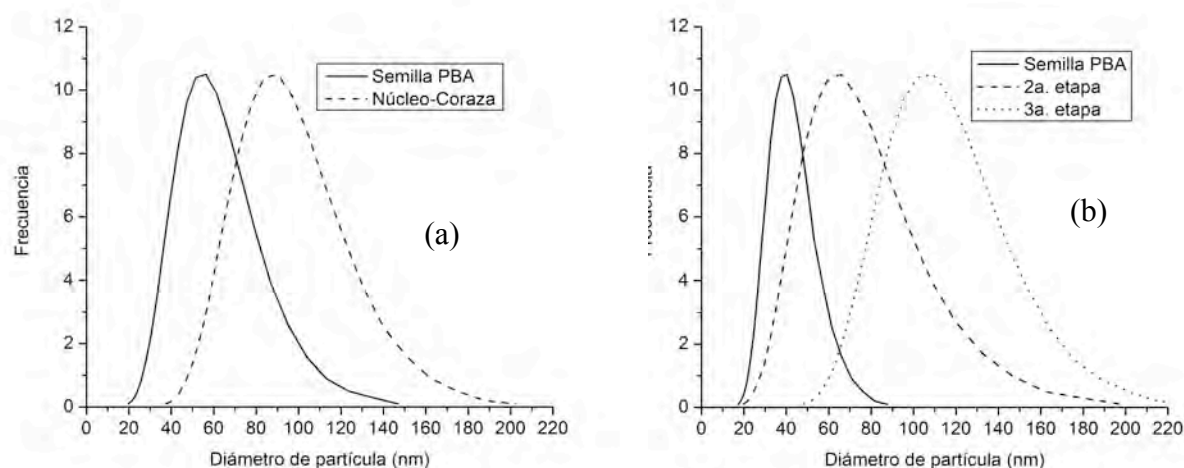 12
10
8
6
4
2
0
Frecuencia
Semilla PBA
Núcleo-Coraza
(a)
0 20 40 60 80 100 120 140 160 180 200 220
Diámetro de partícula (nm)
12
10
8
6
4
2
0
Frecuencia
Semilla PBA
2a. etapa
3a. etapa
(b)
0 20 40 60 80 100 120 140 160 180 200 220
Diámetro de partícula (nm)